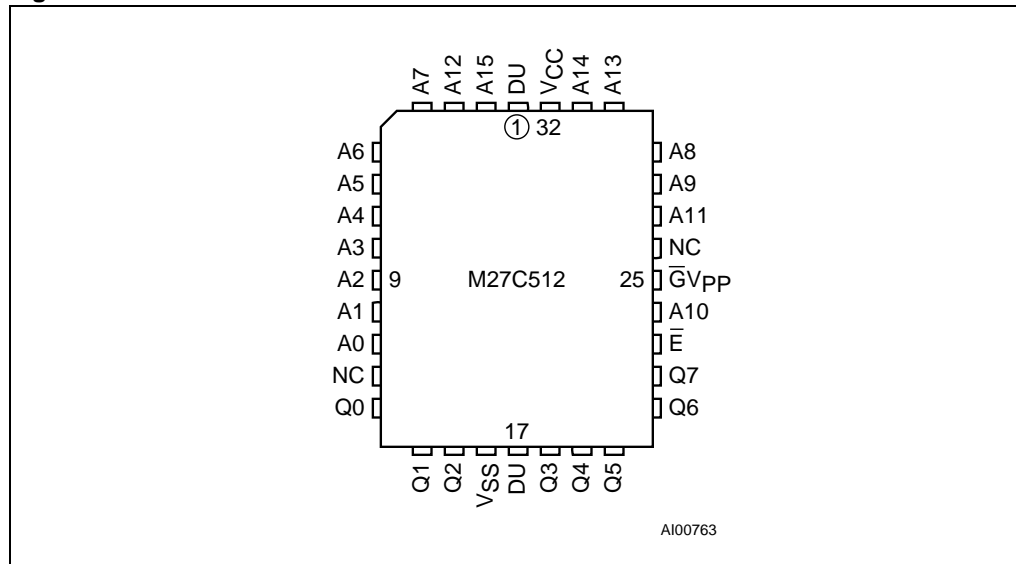 A7 A12 A15 DU VCC A14 A13
① 32
A6 A8
A5 A9
A4 A11
A3 NC
A2 9 M27C512 25 G̅VPP
A1 A10
A0 E̅
NC Q7
Q0 Q6
17
Q1 Q2 VSS DU Q3 Q4 Q5
AI00763